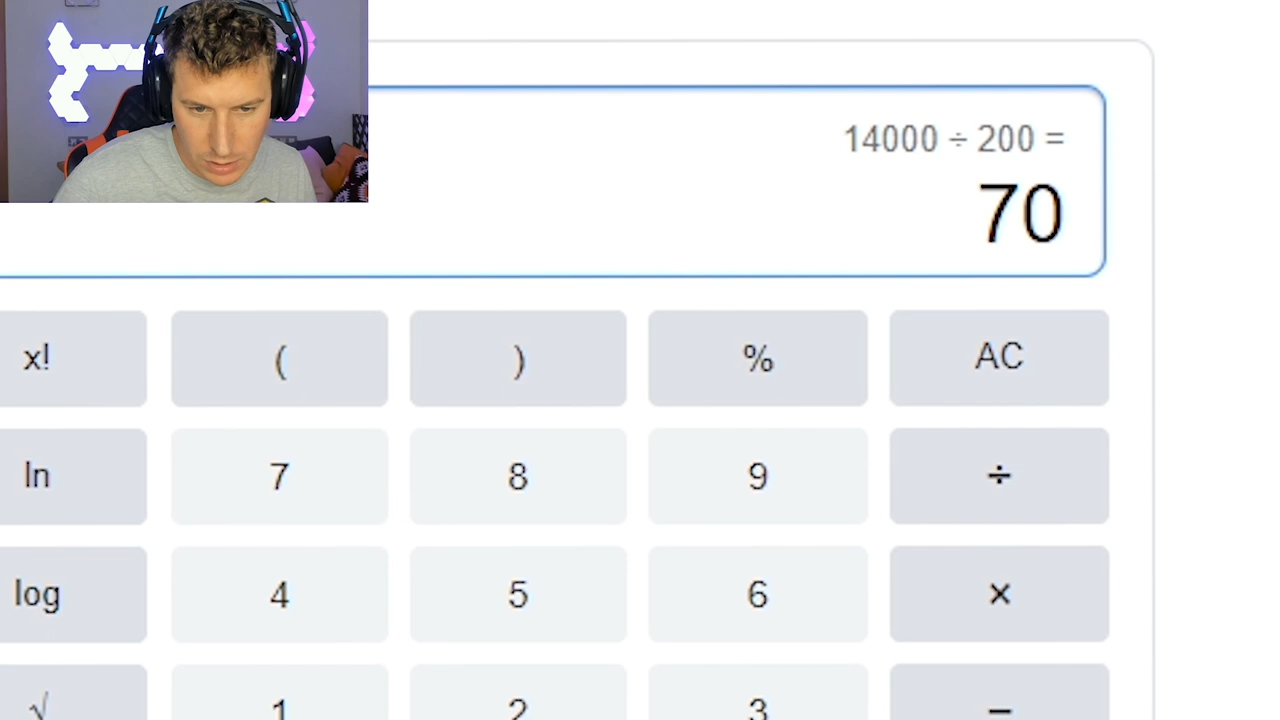 14000 ÷ 200 =
70
x! ( ) % AC
ln 7 8 9 ÷
log 4 5 6 ×
√ 1 2 3 −